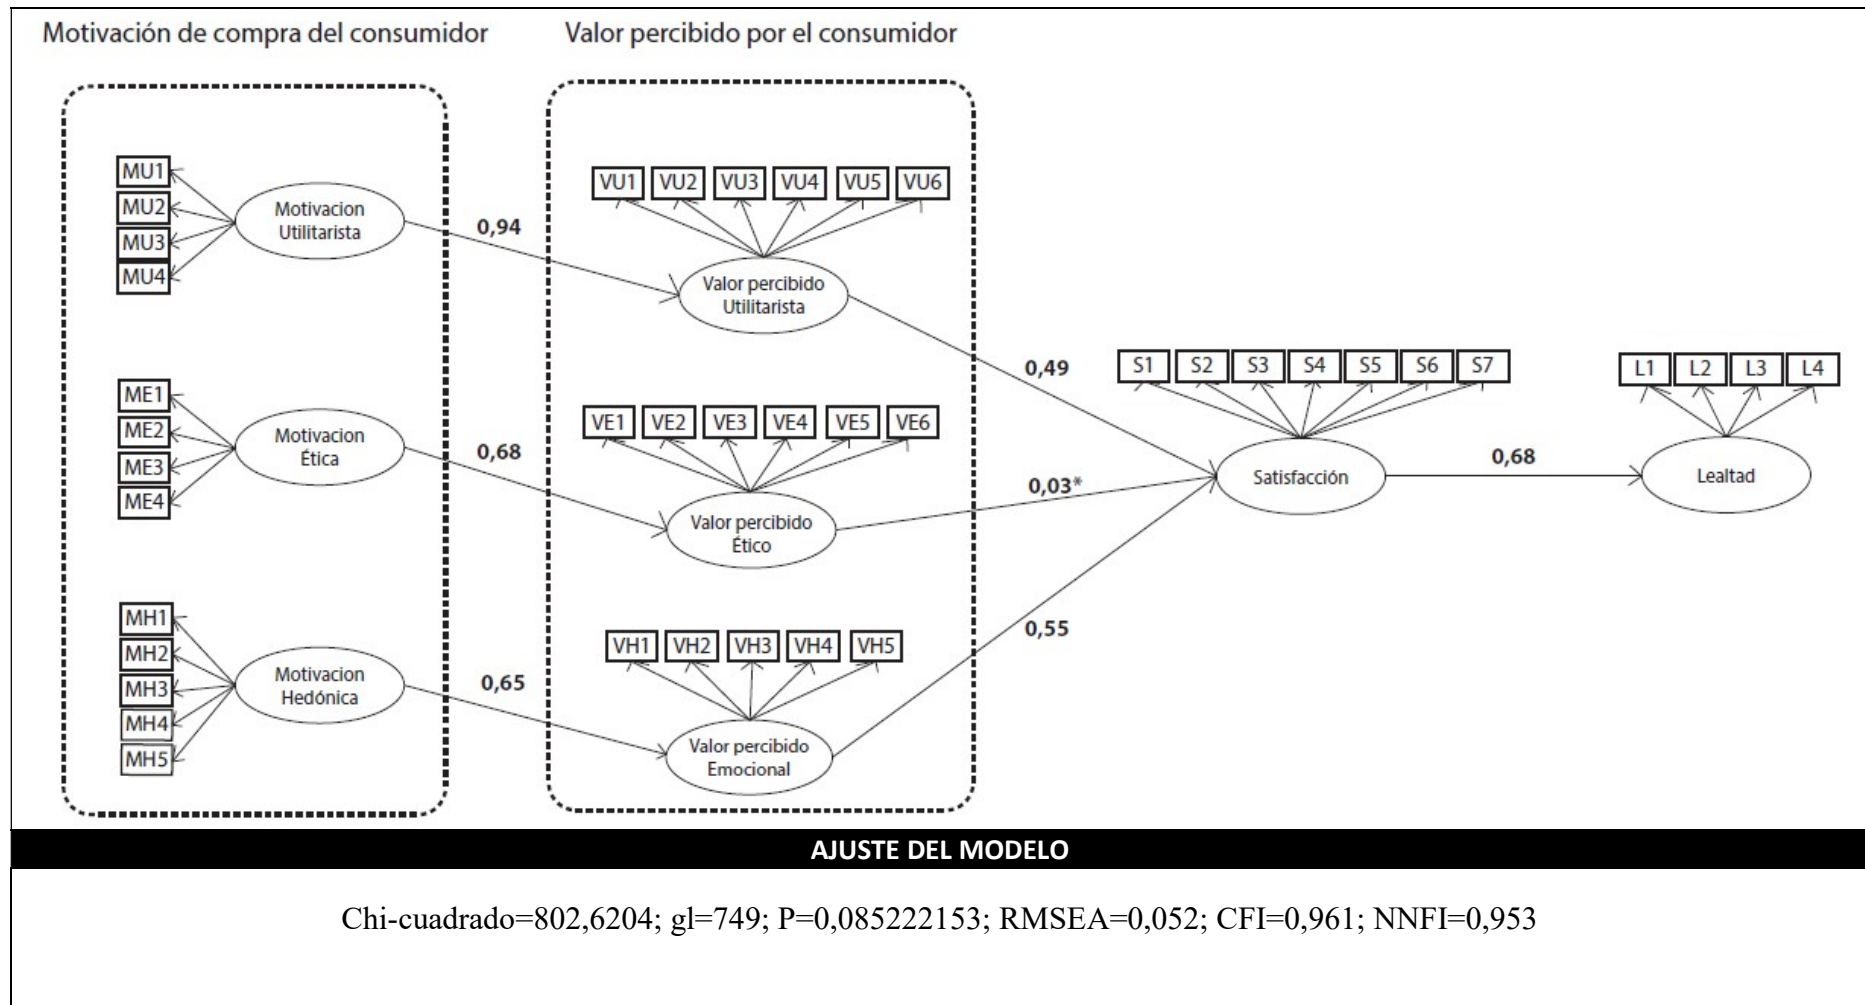 Motivación de compra del consumidor
Valor percibido por el consumidor
MU1
MU2
MU3
MU4
Motivacion
Utilitarista
0,94
VU1 VU2 VU3 VU4 VU5 VU6
Valor percibido
Utilitarista
0,49
ME1
ME2
ME3
ME4
Motivacion
Ética
0,68
VE1 VE2 VE3 VE4 VE5 VE6
Valor percibido
Ético
0,03*
MH1
MH2
MH3
MH4
MH5
Motivacion
Hedónica
0,65
VH1 VH2 VH3 VH4 VH5
Valor percibido
Emocional
0,55
S1 S2 S3 S4 S5 S6 S7
Satisfacción
0,68
L1 L2 L3 L4
Lealtad
AJUSTE DEL MODELO
Chi-cuadrado=802,6204; gl=749; P=0,085222153; RMSEA=0,052; CFI=0,961; NNFI=0,953